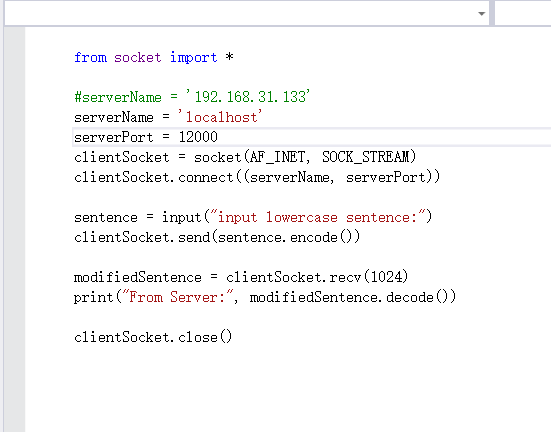 from socket import *
#serverName = '192.168.31.133'
serverName = 'localhost'
serverPort = 12000
clientSocket = socket(AF_INET, SOCK_STREAM)
clientSocket.connect((serverName, serverPort))
sentence = input("input lowercase sentence:")
clientSocket.send(sentence.encode())
modifiedSentence = clientSocket.recv(1024)
print("From Server:", modifiedSentence.decode())
clientSocket.close()